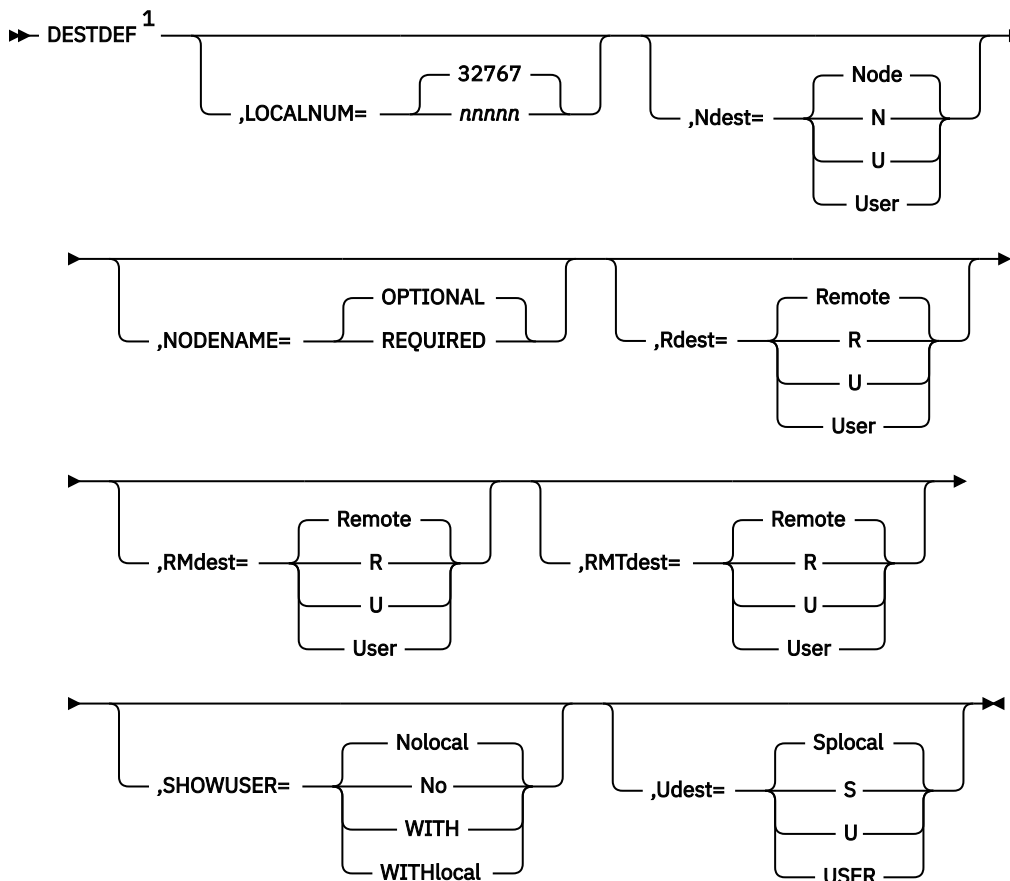 DESTDEF 1
,LOCALNUM=
32767
nnnnn
,Ndest=
Node
N
U
User
,NODENAME=
OPTIONAL
REQUIRED
,Rdest=
Remote
R
U
User
,RMdest=
Remote
R
U
User
,RMTdest=
Remote
R
U
User
,SHOWUSER=
Nolocal
No
WITH
WITHlocal
,Udest=
Splocal
S
U
USER